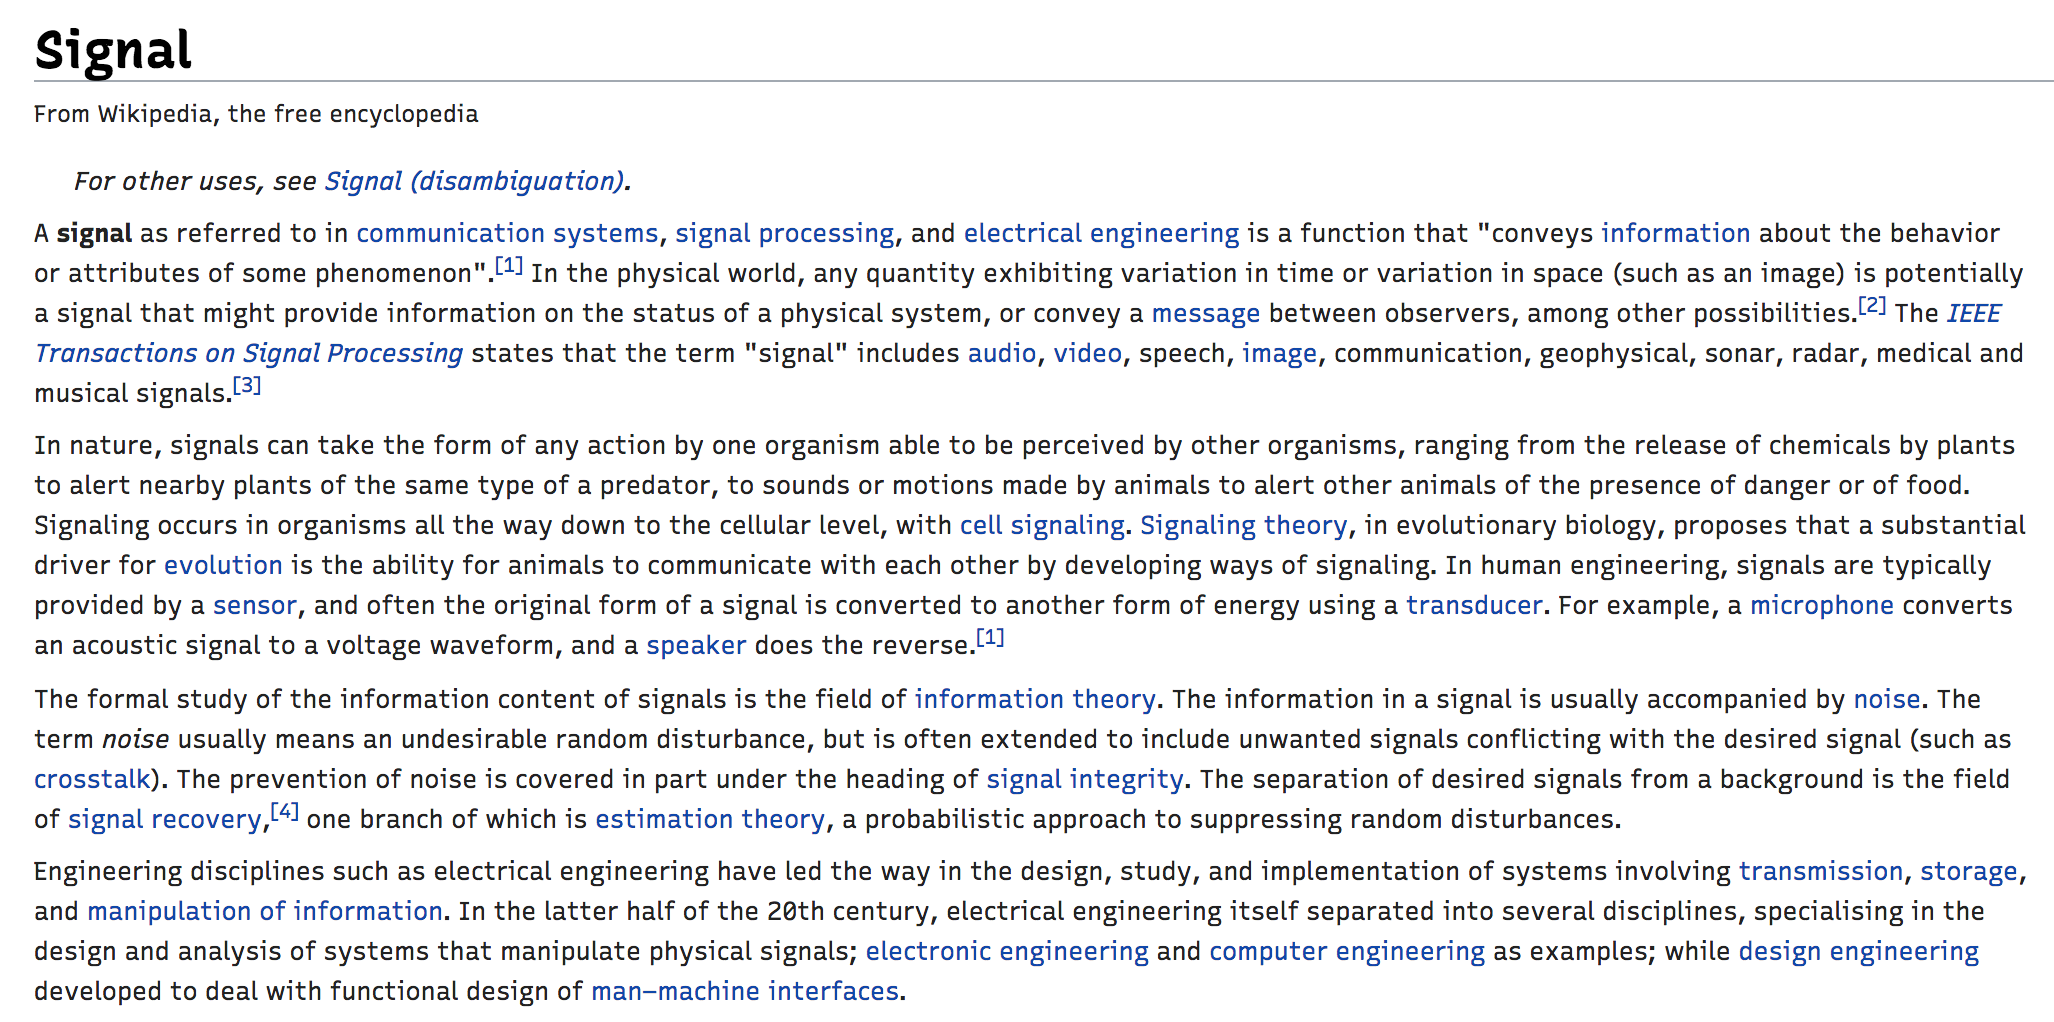 Signal
From Wikipedia, the free encyclopedia
For other uses, see Signal (disambiguation).
A signal as referred to in communication systems, signal processing, and electrical engineering is a function that "conveys information about the behavior
or attributes of some phenomenon".[1] In the physical world, any quantity exhibiting variation in time or variation in space (such as an image) is potentially
a signal that might provide information on the status of a physical system, or convey a message between observers, among other possibilities.[2] The IEEE
Transactions on Signal Processing states that the term "signal" includes audio, video, speech, image, communication, geophysical, sonar, radar, medical and
musical signals.[3]
In nature, signals can take the form of any action by one organism able to be perceived by other organisms, ranging from the release of chemicals by plants
to alert nearby plants of the same type of a predator, to sounds or motions made by animals to alert other animals of the presence of danger or of food.
Signaling occurs in organisms all the way down to the cellular level, with cell signaling. Signaling theory, in evolutionary biology, proposes that a substantial
driver for evolution is the ability for animals to communicate with each other by developing ways of signaling. In human engineering, signals are typically
provided by a sensor, and often the original form of a signal is converted to another form of energy using a transducer. For example, a microphone converts
an acoustic signal to a voltage waveform, and a speaker does the reverse.[1]
The formal study of the information content of signals is the field of information theory. The information in a signal is usually accompanied by noise. The
term noise usually means an undesirable random disturbance, but is often extended to include unwanted signals conflicting with the desired signal (such as
crosstalk). The prevention of noise is covered in part under the heading of signal integrity. The separation of desired signals from a background is the field
of signal recovery,[4] one branch of which is estimation theory, a probabilistic approach to suppressing random disturbances.
Engineering disciplines such as electrical engineering have led the way in the design, study, and implementation of systems involving transmission, storage,
and manipulation of information. In the latter half of the 20th century, electrical engineering itself separated into several disciplines, specialising in the
design and analysis of systems that manipulate physical signals; electronic engineering and computer engineering as examples; while design engineering
developed to deal with functional design of man–machine interfaces.